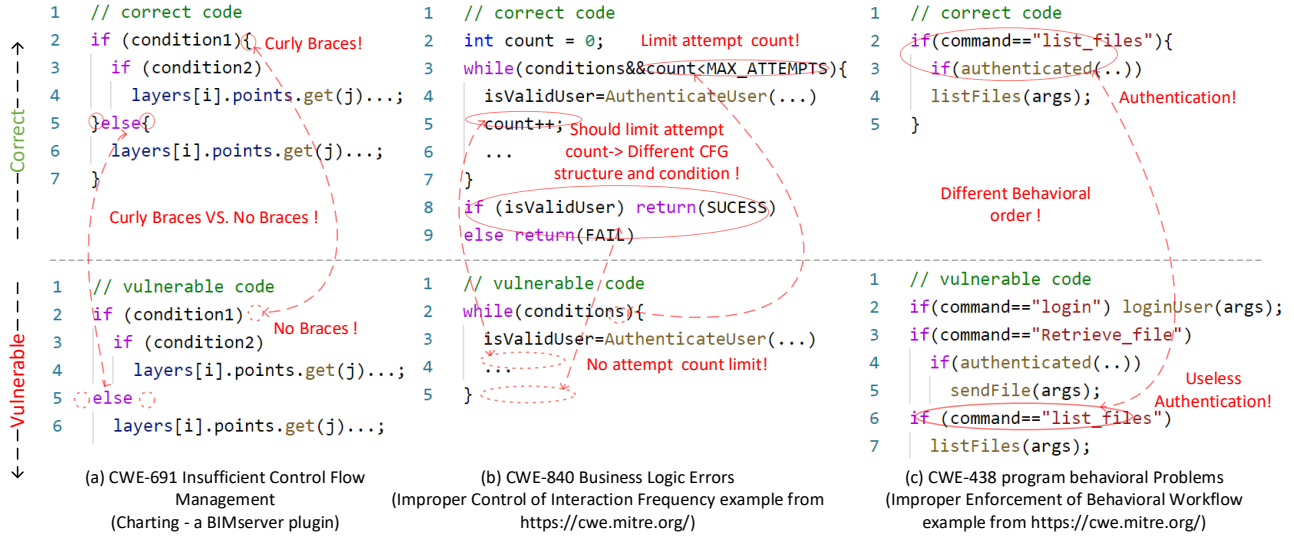 Correct
1 // correct code
2 if (condition1){
Curly Braces!
3 if (condition2)
4 layers[i].points.get(j)...;
5 }else{
6 layers[i].points.get(j)...;
7 }
Curly Braces VS. No Braces !
Vulnerable
1 // vulnerable code
2 if (condition1)
No Braces !
3 if (condition2)
4 layers[i].points.get(j)...;
5 else
6 layers[i].points.get(j)...;
(a) CWE-691 Insufficient Control Flow
Management
(Charting - a BIMserver plugin)
1 // correct code
2 int count = 0;
Limit attempt count!
3 while(conditions&&count<MAX_ATTEMPTS){
4 isValidUser=AuthenticateUser(...)
5 count++;
6 ...
7 }
Should limit attempt
count-> Different CFG
structure and condition !
8 if (isValidUser) return(SUCESS)
9 else return(FAIL)
1 // vulnerable code
2 while(conditions){
3 isValidUser=AuthenticateUser(...)
4 ...
No attempt count limit!
5 }
(b) CWE-840 Business Logic Errors
(Improper Control of Interaction Frequency example from
https://cwe.mitre.org/)
1 // correct code
2 if(command=="list_files"){
3 if(authenticated(..))
4 listFiles(args);
Authentication!
5 }
Different Behavioral
order !
1 // vulnerable code
2 if(command=="login") loginUser(args);
3 if(command=="Retrieve_file")
4 if(authenticated(..))
5 sendFile(args);
Useless
Authentication!
6 if (command=="list_files")
7 listFiles(args);
(c) CWE-438 program behavioral Problems
(Improper Enforcement of Behavioral Workflow
example from https://cwe.mitre.org/)